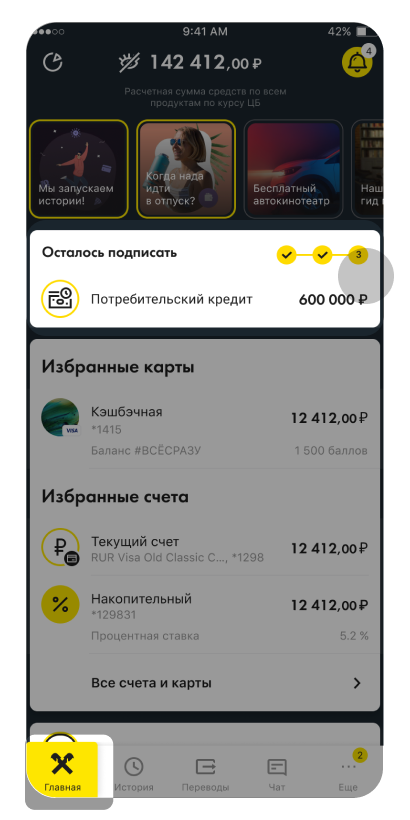 9:41 AM
42%
142 412,00 ₽
4
Расчетная сумма средств по всем
продуктам по курсу ЦБ
Мы запускаем
истории!
Когда нада
идти
в отпуск?
Бесплатный
автокинотеатр
Наш
гид
Осталось подписать
3
Потребительский кредит
600 000 ₽
Избранные карты
Кэшбэчная
12 412,00 ₽
*1415
VISA
Баланс #ВСЁСРАЗУ
1 500 баллов
Избранные счета
Текущий счет
12 412,00 ₽
RUR Visa Old Classic C..., *1298
Накопительный
12 412,00 ₽
*129831
Процентная ставка
5.2 %
Все счета и карты
2
Главная
История
Переводы
Чат
Еще